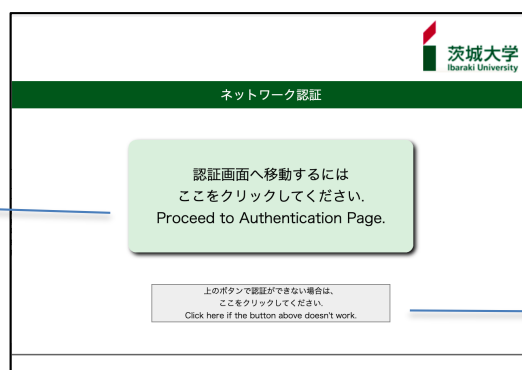 茨城大学
Ibaraki University
ネットワーク認証
認証画面へ移動するには
ここをクリックしてください.
Proceed to Authentication Page.
上のボタンで認証ができない場合は、
ここをクリックしてください.
Click here if the button above doesn't work.